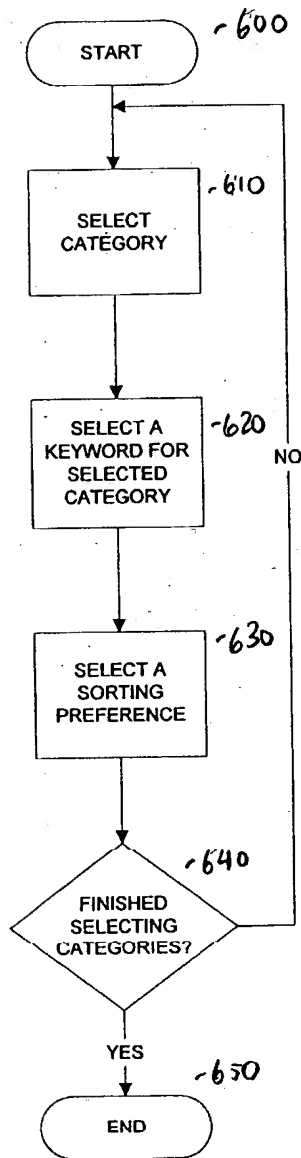 -600
START
-610
SELECT
CATEGORY
-620
SELECT A
KEYWORD FOR
SELECTED
CATEGORY
NO
-630
SELECT A
SORTING
PREFERENCE
-640
FINISHED
SELECTING
CATEGORIES?
YES
-650
END